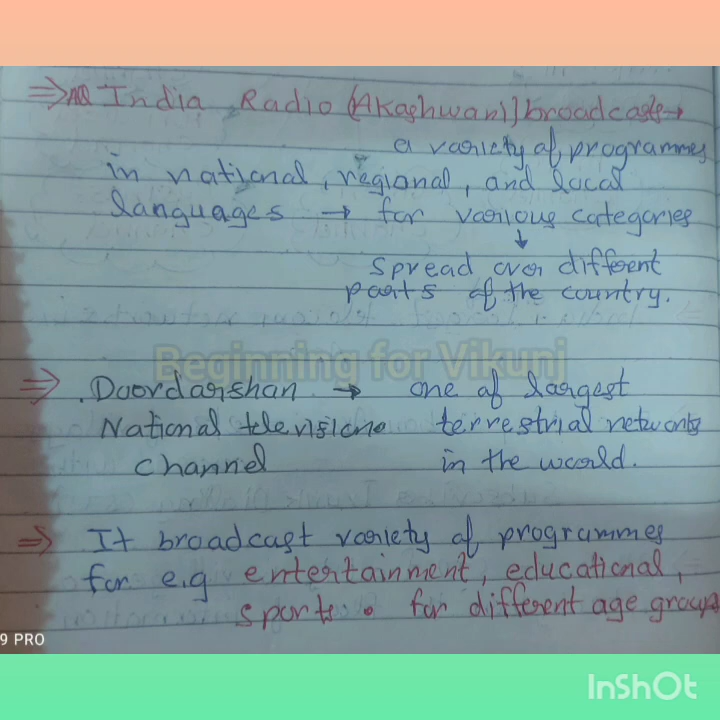 ⇒ All India Radio (Akashwani) broadcasts →
a variety of programmes
in national, regional, and local
languages → for various categories
↓
spread over different
parts of the country.
Beginning for Vikunj
⇒ . Doordarshan → one of largest
National television terrestrial networks
channel in the world.
⇒ It broadcast variety of programmes
for e.g entertainment, educational,
sports. for different age groups
9 PRO
InShOt